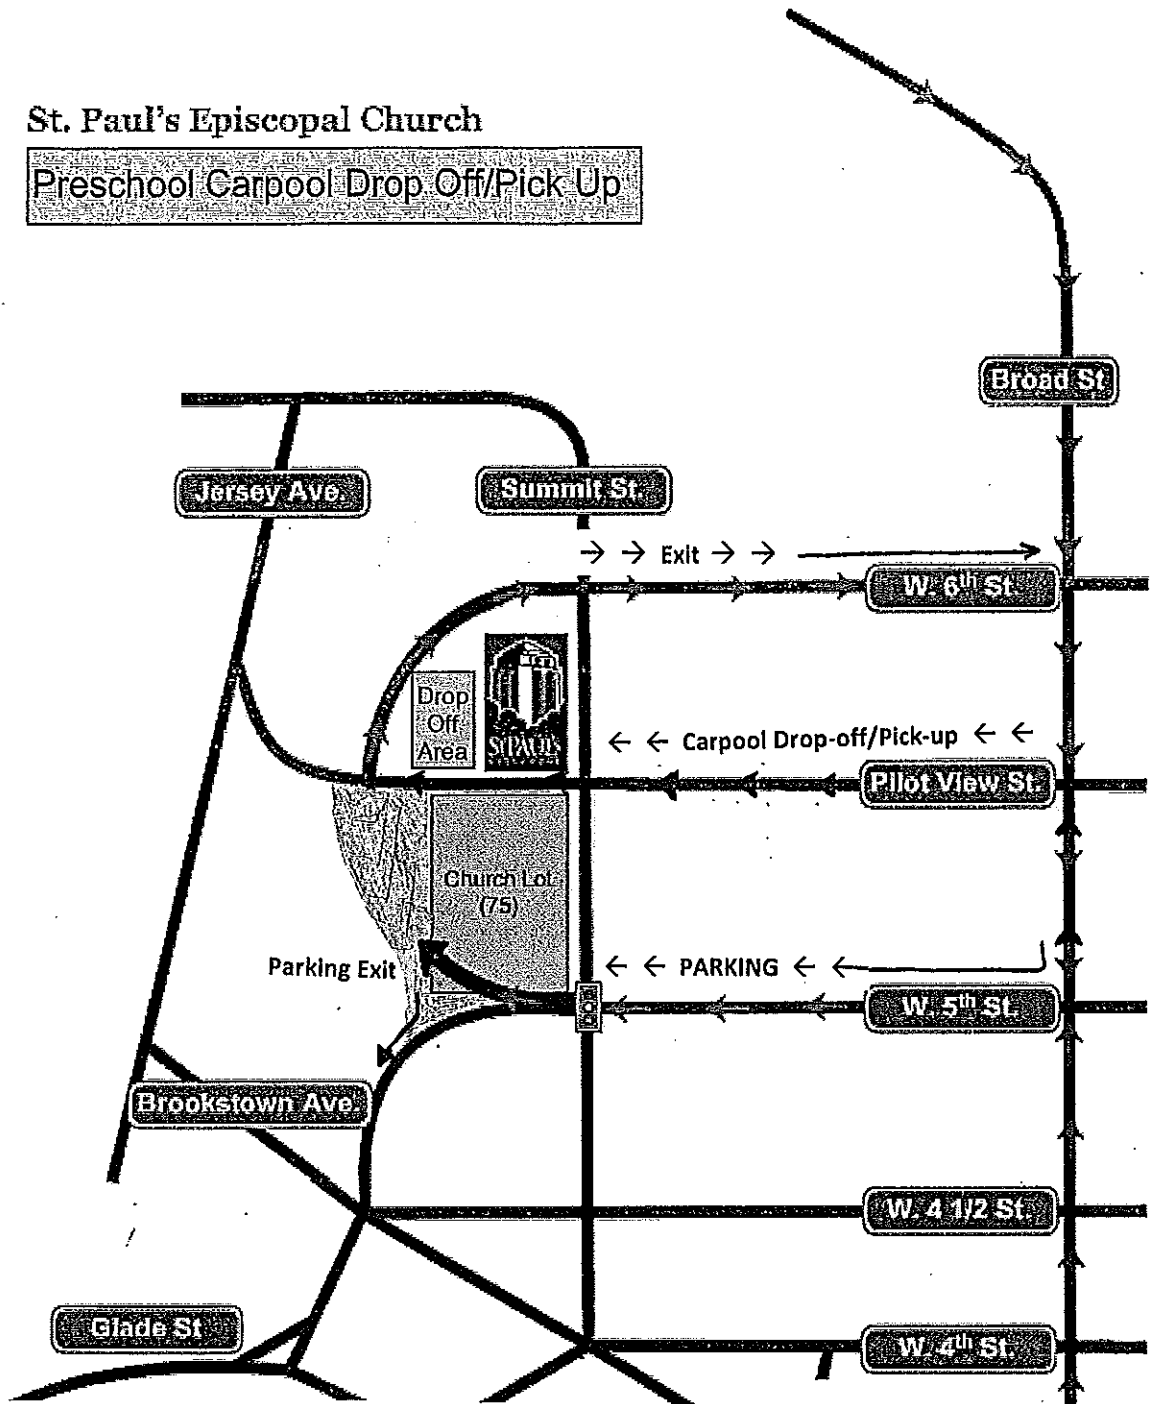 St. Paul's Episcopal Church
Preschool Carpool Drop Off/Pick Up
Broad St
Jersey Ave.
Summit St.
→ → Exit → →
W. 6th St.
Drop
Off
Area
St. PAUL'S
← ← Carpool Drop-off/Pick-up ← ←
Pilot View St.
Church Lot
(75)
Parking Exit
← ← PARKING ← ←
W. 5th St.
Brookstown Ave.
W. 4 1/2 St.
Glade St
W. 4th St.